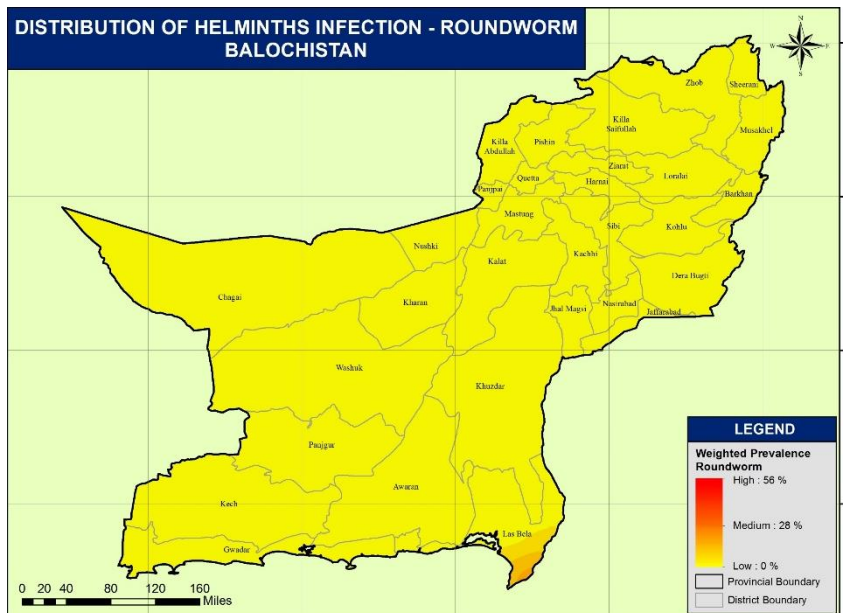 DISTRIBUTION OF HELMINTHS INFECTION - ROUNDWORM
BALOCHISTAN
N
W E
S
Zhob
Sheerani
Killa
Saifullah
Musakhel
Killa
Abdullah
Pishin
Ziarat
Loralai
Quetta
Harnai
Panjpai
Barkhan
Mastung
Sibi
Kohlu
Nushki
Kalat
Kachhi
Dera Bugti
Chagai
Kharan
Jhal Magsi
Nasirabad
Jaffarabad
Washuk
Khuzdar
Panjgur
Awaran
Kech
Las Bela
Gwadar
LEGEND
Weighted Prevalence
Roundworm
High : 56 %
Medium : 28 %
Low : 0 %
Provincial Boundary
District Boundary
0 20 40 80 120 160
Miles